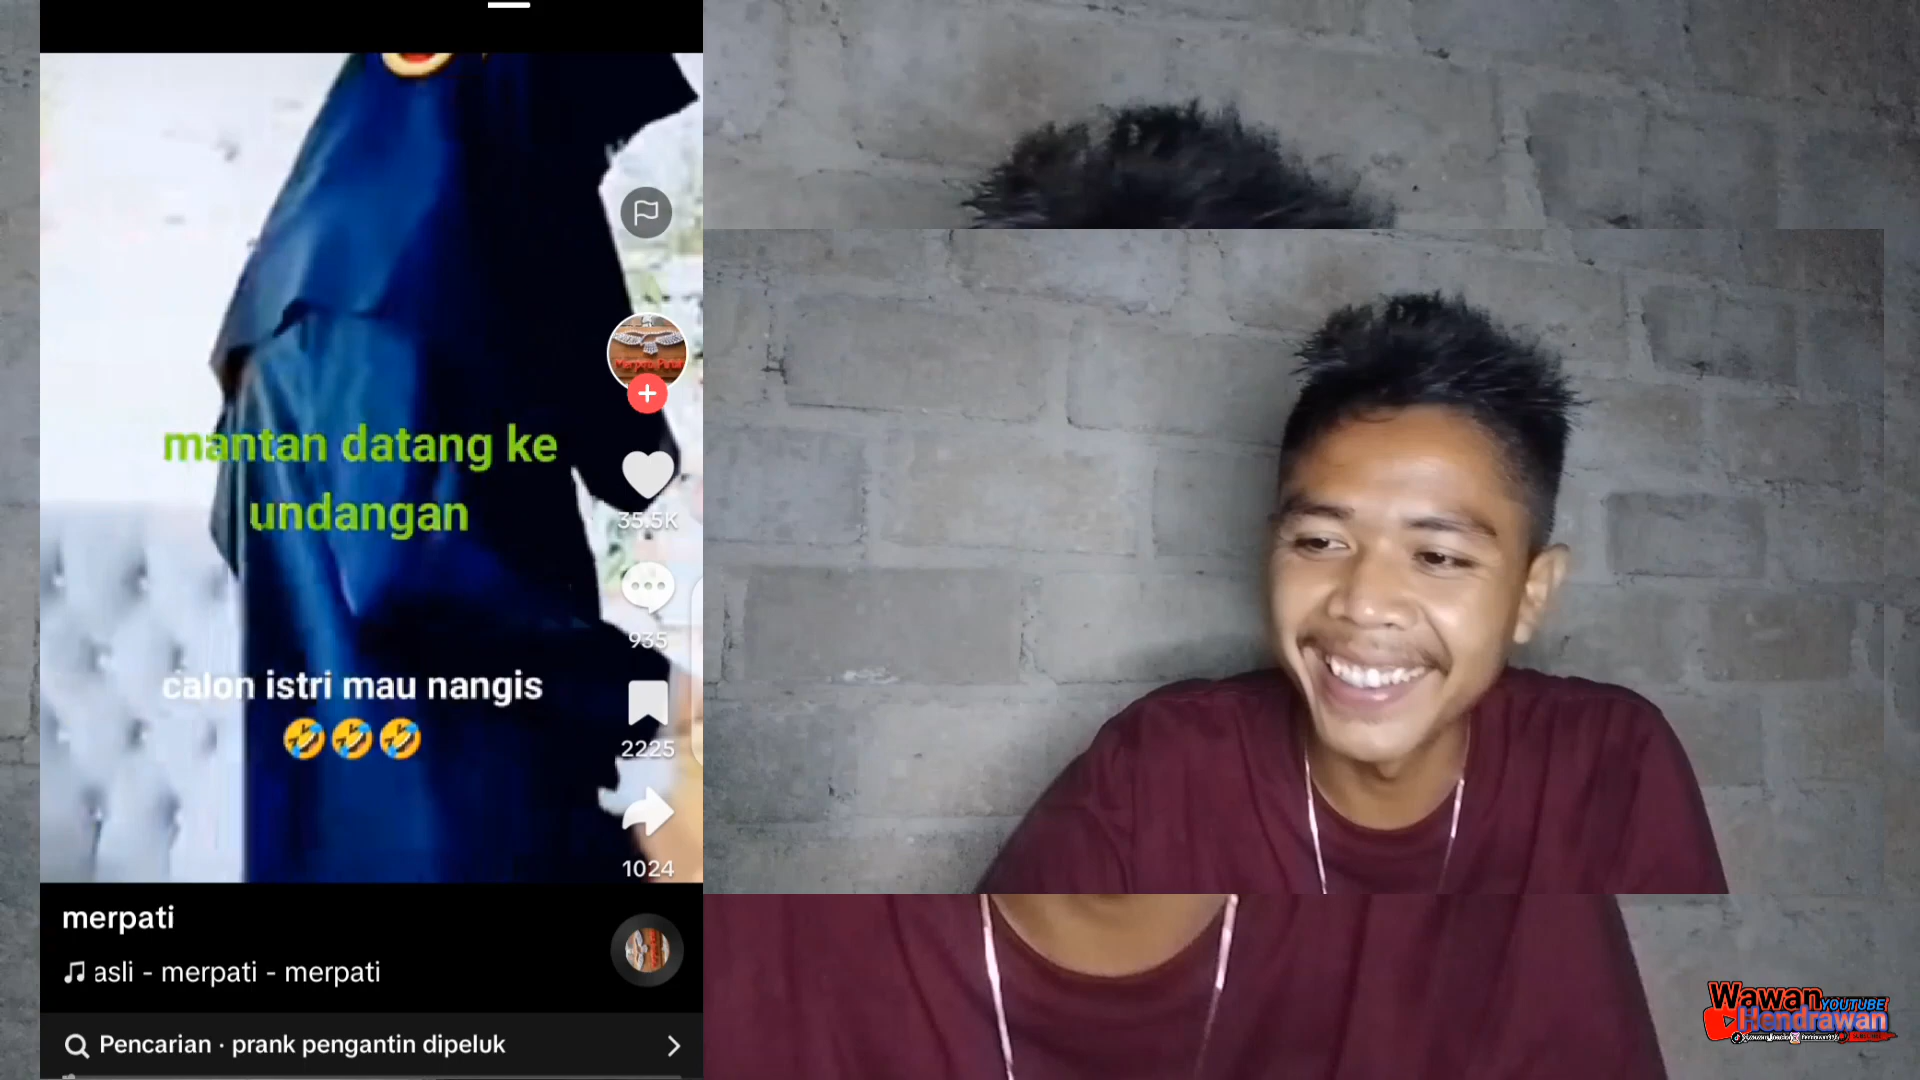 mantan datang ke
undangan
calon istri mau nangis
35.5K
935
2225
1024
merpati
asli - merpati - merpati
Pencarian · prank pengantin dipeluk
Wawan
YOUTUBE
Hendrawan